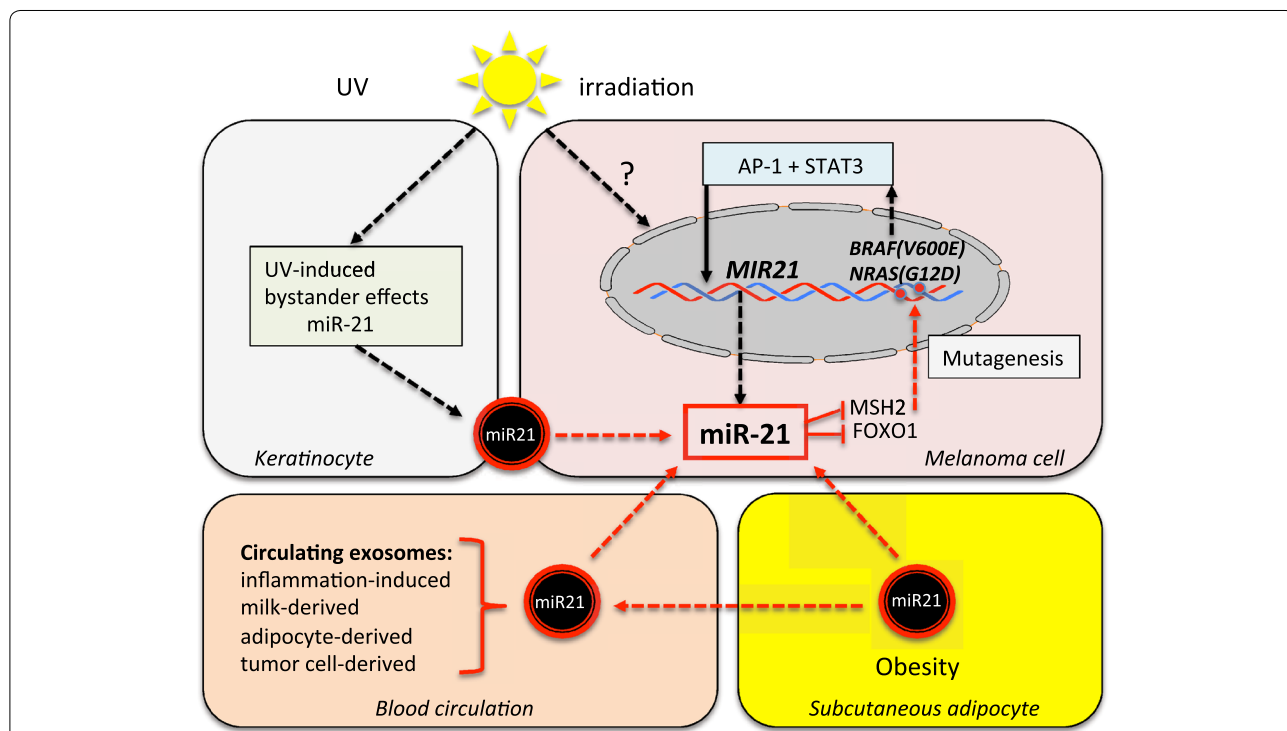 UV irradiation
?
AP-1 + STAT3
BRAF(V600E)
NRAS(G12D)
MIR21
UV-induced
bystander effects
miR-21
Mutagenesis
miR21
miR-21
MSH2
FOXO1
Keratinocyte
Melanoma cell
Circulating exosomes:
inflammation-induced
milk-derived
adipocyte-derived
tumor cell-derived
miR21
miR21
Obesity
Blood circulation
Subcutaneous adipocyte